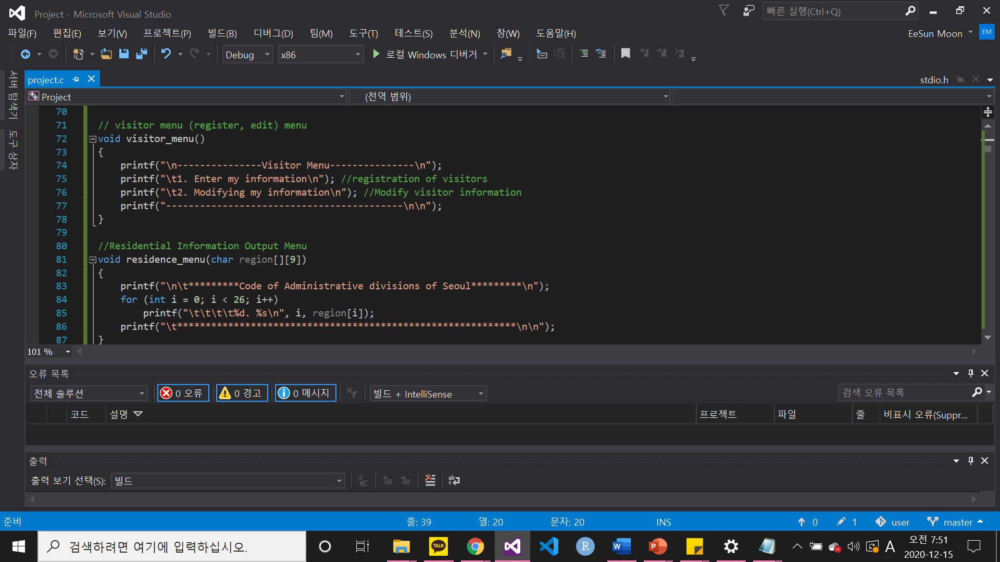 Project - Microsoft Visual Studio
빠른 실행(Ctrl+Q)
파일(F) 편집(E) 보기(V) 프로젝트(P) 빌드(B) 디버그(D) 팀(M) 도구(T) 테스트(S) 분석(N) 창(W) 도움말(H)
EeSun Moon EM
Debug x86 로컬 Windows 디버거
서버 탐색기
도구 상자
project.c
stdio.h
Project (전역 범위)
70
71 // visitor menu (register, edit) menu
72 void visitor_menu()
73 {
74 printf("\n---------------Visitor Menu---------------\n");
75 printf("\t1. Enter my information\n"); //registration of visitors
76 printf("\t2. Modifying my information\n"); //Modify visitor information
77 printf("------------------------------------------\n\n");
78 }
79
80 //Residential Information Output Menu
81 void residence_menu(char region[][9])
82 {
83 printf("\n\t*********Code of Administrative divisions of Seoul*********\n");
84 for (int i = 0; i < 26; i++)
85 printf("\t\t\t\t%d. %s\n", i, region[i]);
86 printf("\t************************************************************\n\n");
87 }
101 %
오류 목록
전체 솔루션 0 오류 0 경고 0 메시지 빌드 + IntelliSense 검색 오류 목록
코드 설명 프로젝트 파일 줄 비표시 오류(Suppr...
출력
출력 보기 선택(S): 빌드
준비 줄: 39 열: 20 문자: 20 INS 0 1 user master
검색하려면 여기에 입력하십시오.
TALK
R
W
P
A
오전 7:51
2020-12-15